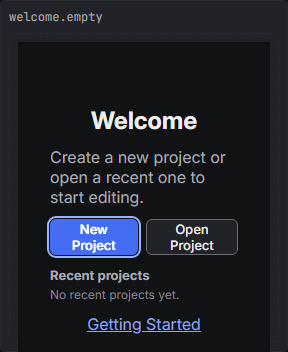 welcome.empty
Welcome
Create a new project or
open a recent one to
start editing.
New
Project
Open
Project
Recent projects
No recent projects yet.
Getting Started